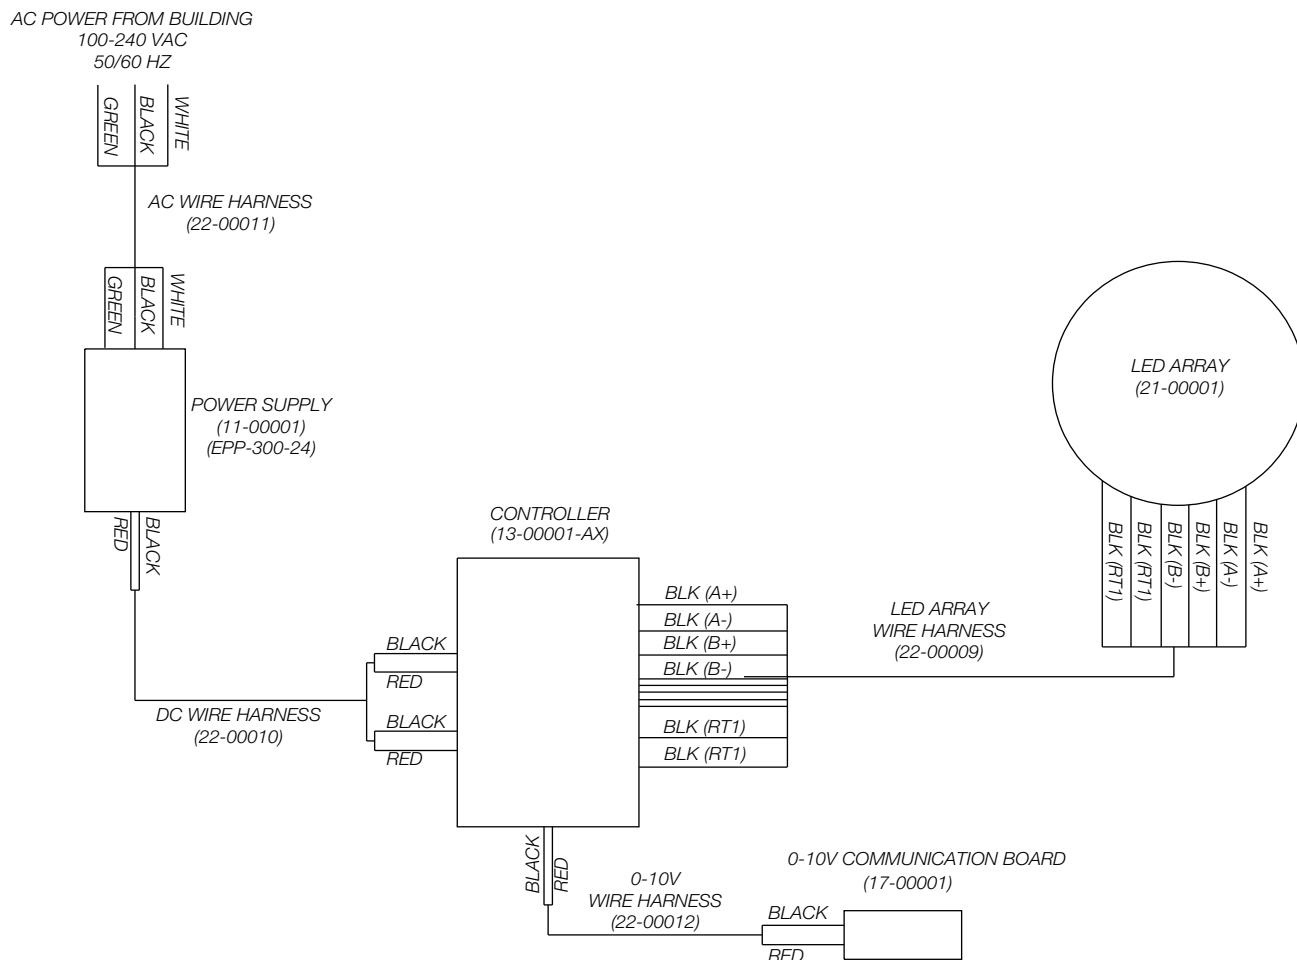 AC POWER FROM BUILDING
100-240 VAC
50/60 HZ
GREEN
BLACK
WHITE
AC WIRE HARNESS
(22-00011)
GREEN
BLACK
WHITE
POWER SUPPLY
(11-00001)
(EPP-300-24)
RED
BLACK
DC WIRE HARNESS
(22-00010)
BLACK
RED
BLACK
RED
CONTROLLER
(13-00001-AX)
BLK (A+)
BLK (A-)
BLK (B+)
BLK (B-)
BLK (RT1)
BLK (RT1)
LED ARRAY
WIRE HARNESS
(22-00009)
LED ARRAY
(21-00001)
BLK (RT1)
BLK (RT1)
BLK (B-)
BLK (B+)
BLK (A-)
BLK (A+)
BLACK
RED
0-10V
WIRE HARNESS
(22-00012)
0-10V COMMUNICATION BOARD
(17-00001)
BLACK
RED